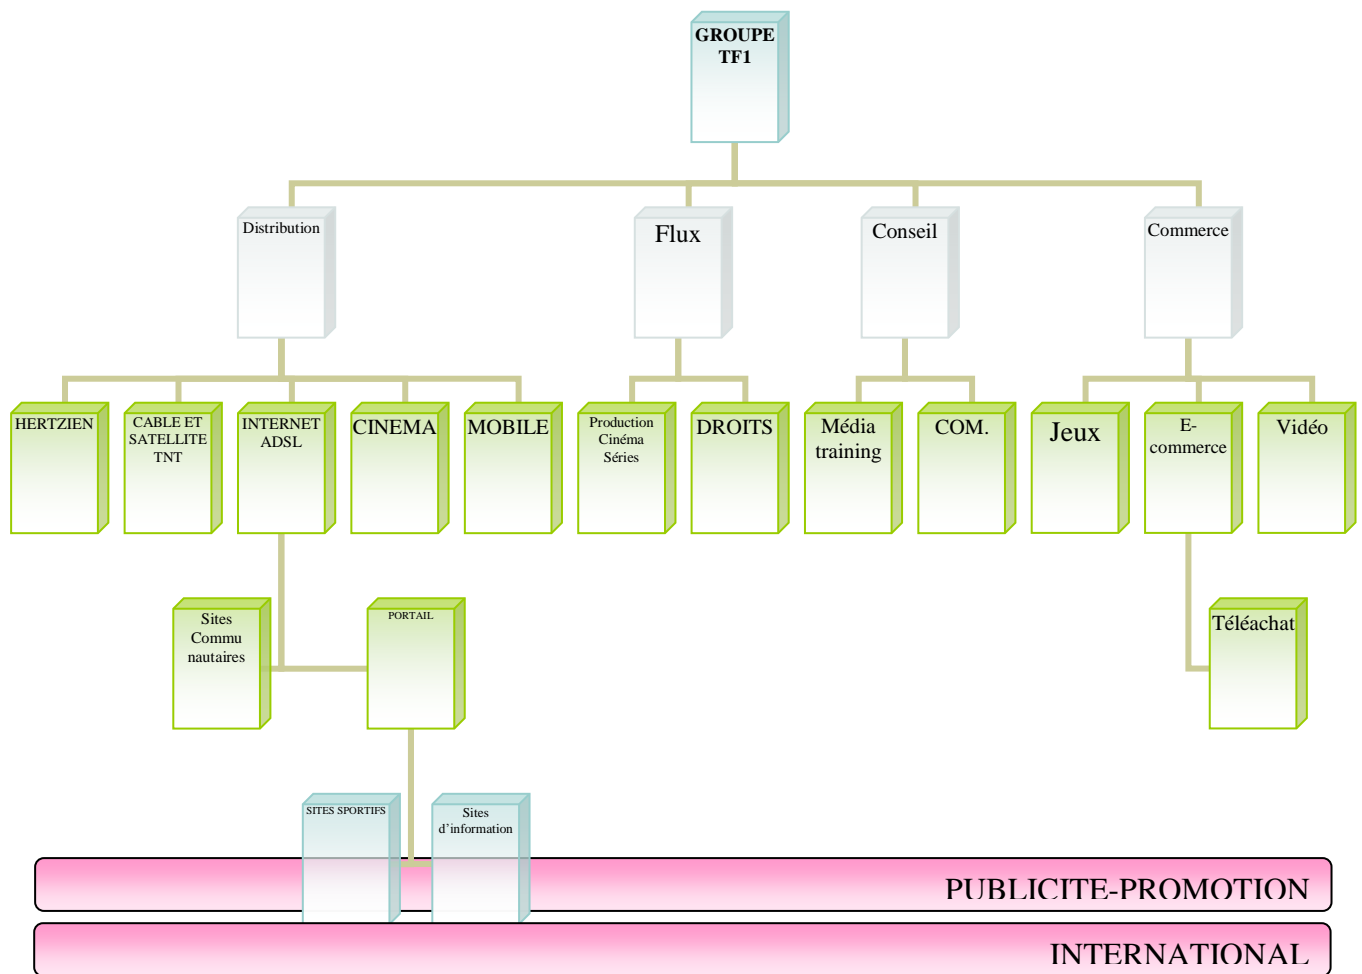 GROUPE
TF1
Distribution
Flux
Conseil
Commerce
HERTZIEN
CABLE ET
SATELLITE
TNT
INTERNET
ADSL
CINEMA
MOBILE
Production
Cinéma
Séries
DROITS
Média
training
COM.
Jeux
E-
commerce
Vidéo
Sites
Commu
nautaires
PORTAIL
Téléachat
SITES SPORTIFS
Sites
d’information
PUBLICITE-PROMOTION
INTERNATIONAL